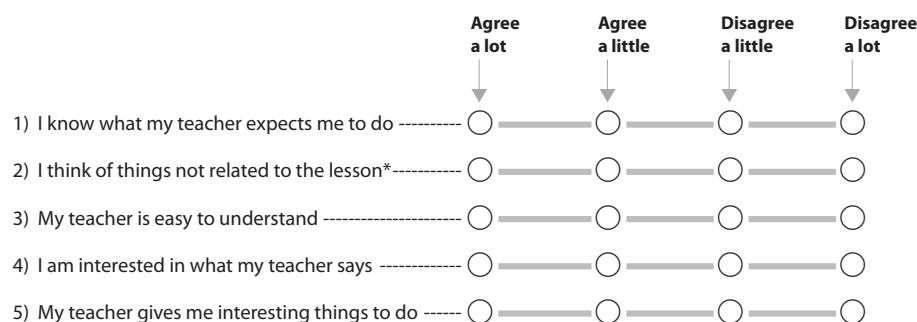 Agree a lot Agree a little Disagree a little Disagree a lot
1) I know what my teacher expects me to do ----------
2) I think of things not related to the lesson*-----------
3) My teacher is easy to understand ----------------------
4) I am interested in what my teacher says -------------
5) My teacher gives me interesting things to do ------